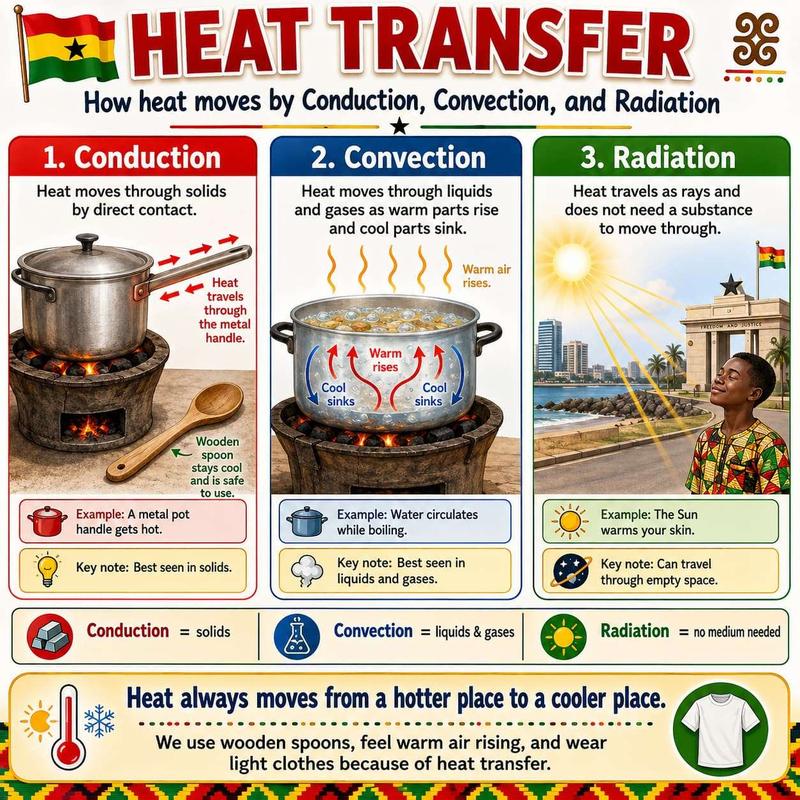 HEAT TRANSFER
How heat moves by Conduction, Convection, and Radiation
1. Conduction
Heat moves through solids
by direct contact.
Heat
travels
through
the metal
handle.
Wooden
spoon
stays cool
and is safe
to use.
Example: A metal pot
handle gets hot.
Key note: Best seen in solids.
2. Convection
Heat moves through liquids
and gases as warm parts rise
and cool parts sink.
Warm air
rises.
Warm
rises
Cool
sinks
Cool
sinks
Example: Water circulates
while boiling.
Key note: Best seen in
liquids and gases.
3. Radiation
Heat travels as rays and
does not need a substance
to move through.
FREEDOM AND JUSTICE
Example: The Sun
warms your skin.
Key note: Can travel
through empty space.
Conduction = solids
Convection = liquids & gases
Radiation = no medium needed
Heat always moves from a hotter place to a cooler place.
We use wooden spoons, feel warm air rising, and wear
light clothes because of heat transfer.